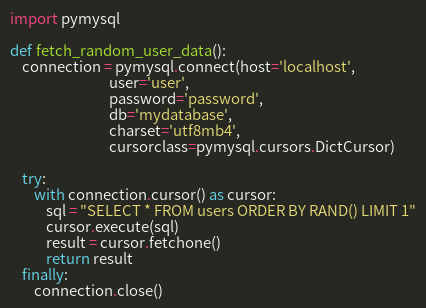 import pymysql

def fetch_random_user_data():
    connection = pymysql.connect(host='localhost',
                                 user='user',
                                 password='password',
                                 db='mydatabase',
                                 charset='utf8mb4',
                                 cursorclass=pymysql.cursors.DictCursor)

    try:
        with connection.cursor() as cursor:
            sql = "SELECT * FROM users ORDER BY RAND() LIMIT 1"
            cursor.execute(sql)
            result = cursor.fetchone()
            return result
    finally:
        connection.close()